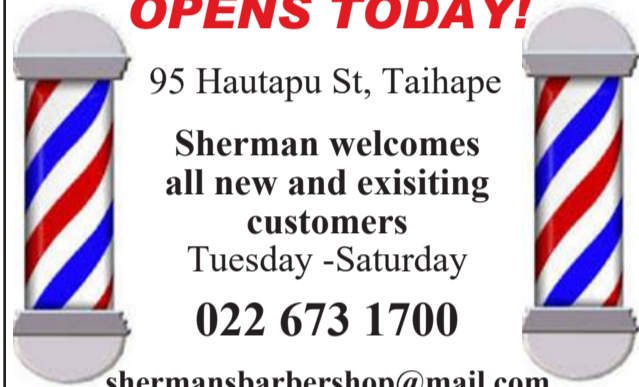 OPENS TODAY!
95 Hautapu St, Taihape
Sherman welcomes
all new and exisiting
customers
Tuesday -Saturday
022 673 1700
shermansbarbershop@mail.com